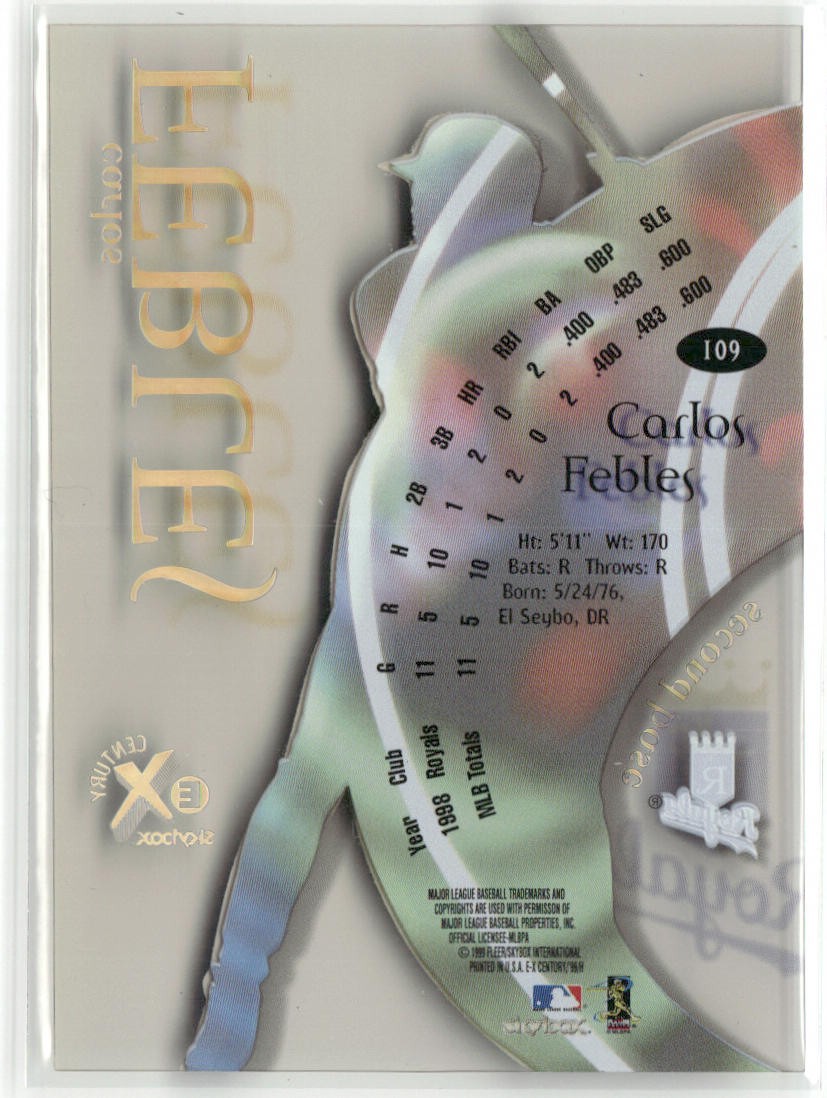 carlos
FEBLES
G R H 2B 3B HR RBI BA OBP SLG
Year Club
1998 Royals 11 5 10 1 2 0 2 .400 .483 .600
MLB Totals 11 5 10 1 2 0 2 .400 .483 .600
109
Carlos
Febles
Ht: 5'11" Wt: 170
Bats: R Throws: R
Born: 5/24/76,
El Seybo, DR
second base
R
Royals®
Royals
E X
CENTURY
skybox
MAJOR LEAGUE BASEBALL TRADEMARKS AND
COPYRIGHTS ARE USED WITH PERMISSON OF
MAJOR LEAGUE BASEBALL PROPERTIES, INC.
OFFICIAL LICENSEE-MLBPA
© 1999 FLEER/SKYBOX INTERNATIONAL
PRINTED IN U.S.A. E-X CENTURY/'99/H
skybox.